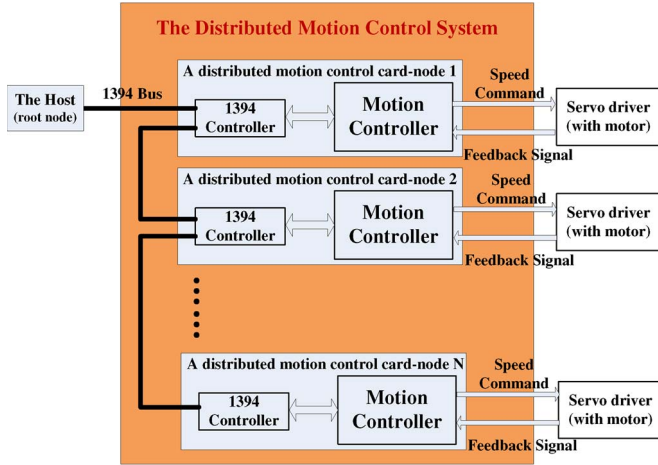 The Distributed Motion Control System
The Host
(root node)
1394 Bus
A distributed motion control card-node 1
1394
Controller
Motion
Controller
Speed
Command
Feedback Signal
Servo driver
(with motor)
A distributed motion control card-node 2
1394
Controller
Motion
Controller
Speed
Command
Feedback Signal
Servo driver
(with motor)
A distributed motion control card-node N
1394
Controller
Motion
Controller
Speed
Command
Feedback Signal
Servo driver
(with motor)